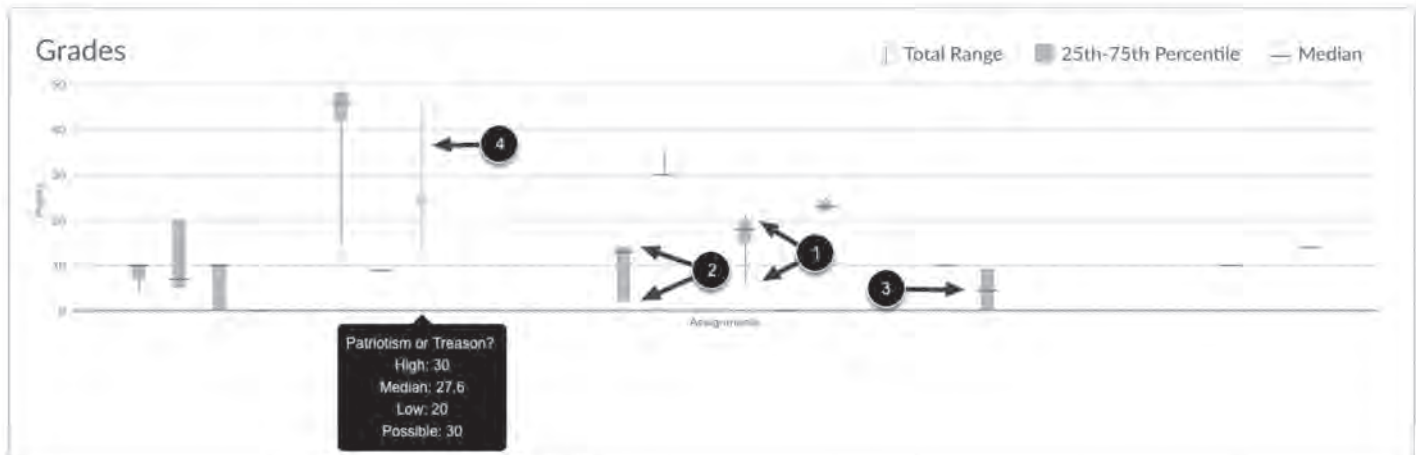 Grades
Total Range
25th-75th Percentile
Median
50
40
30
20
10
0
Points
4
1
2
3
Assignments
Patriotism or Treason?
High: 30
Median: 27.6
Low: 20
Possible: 30